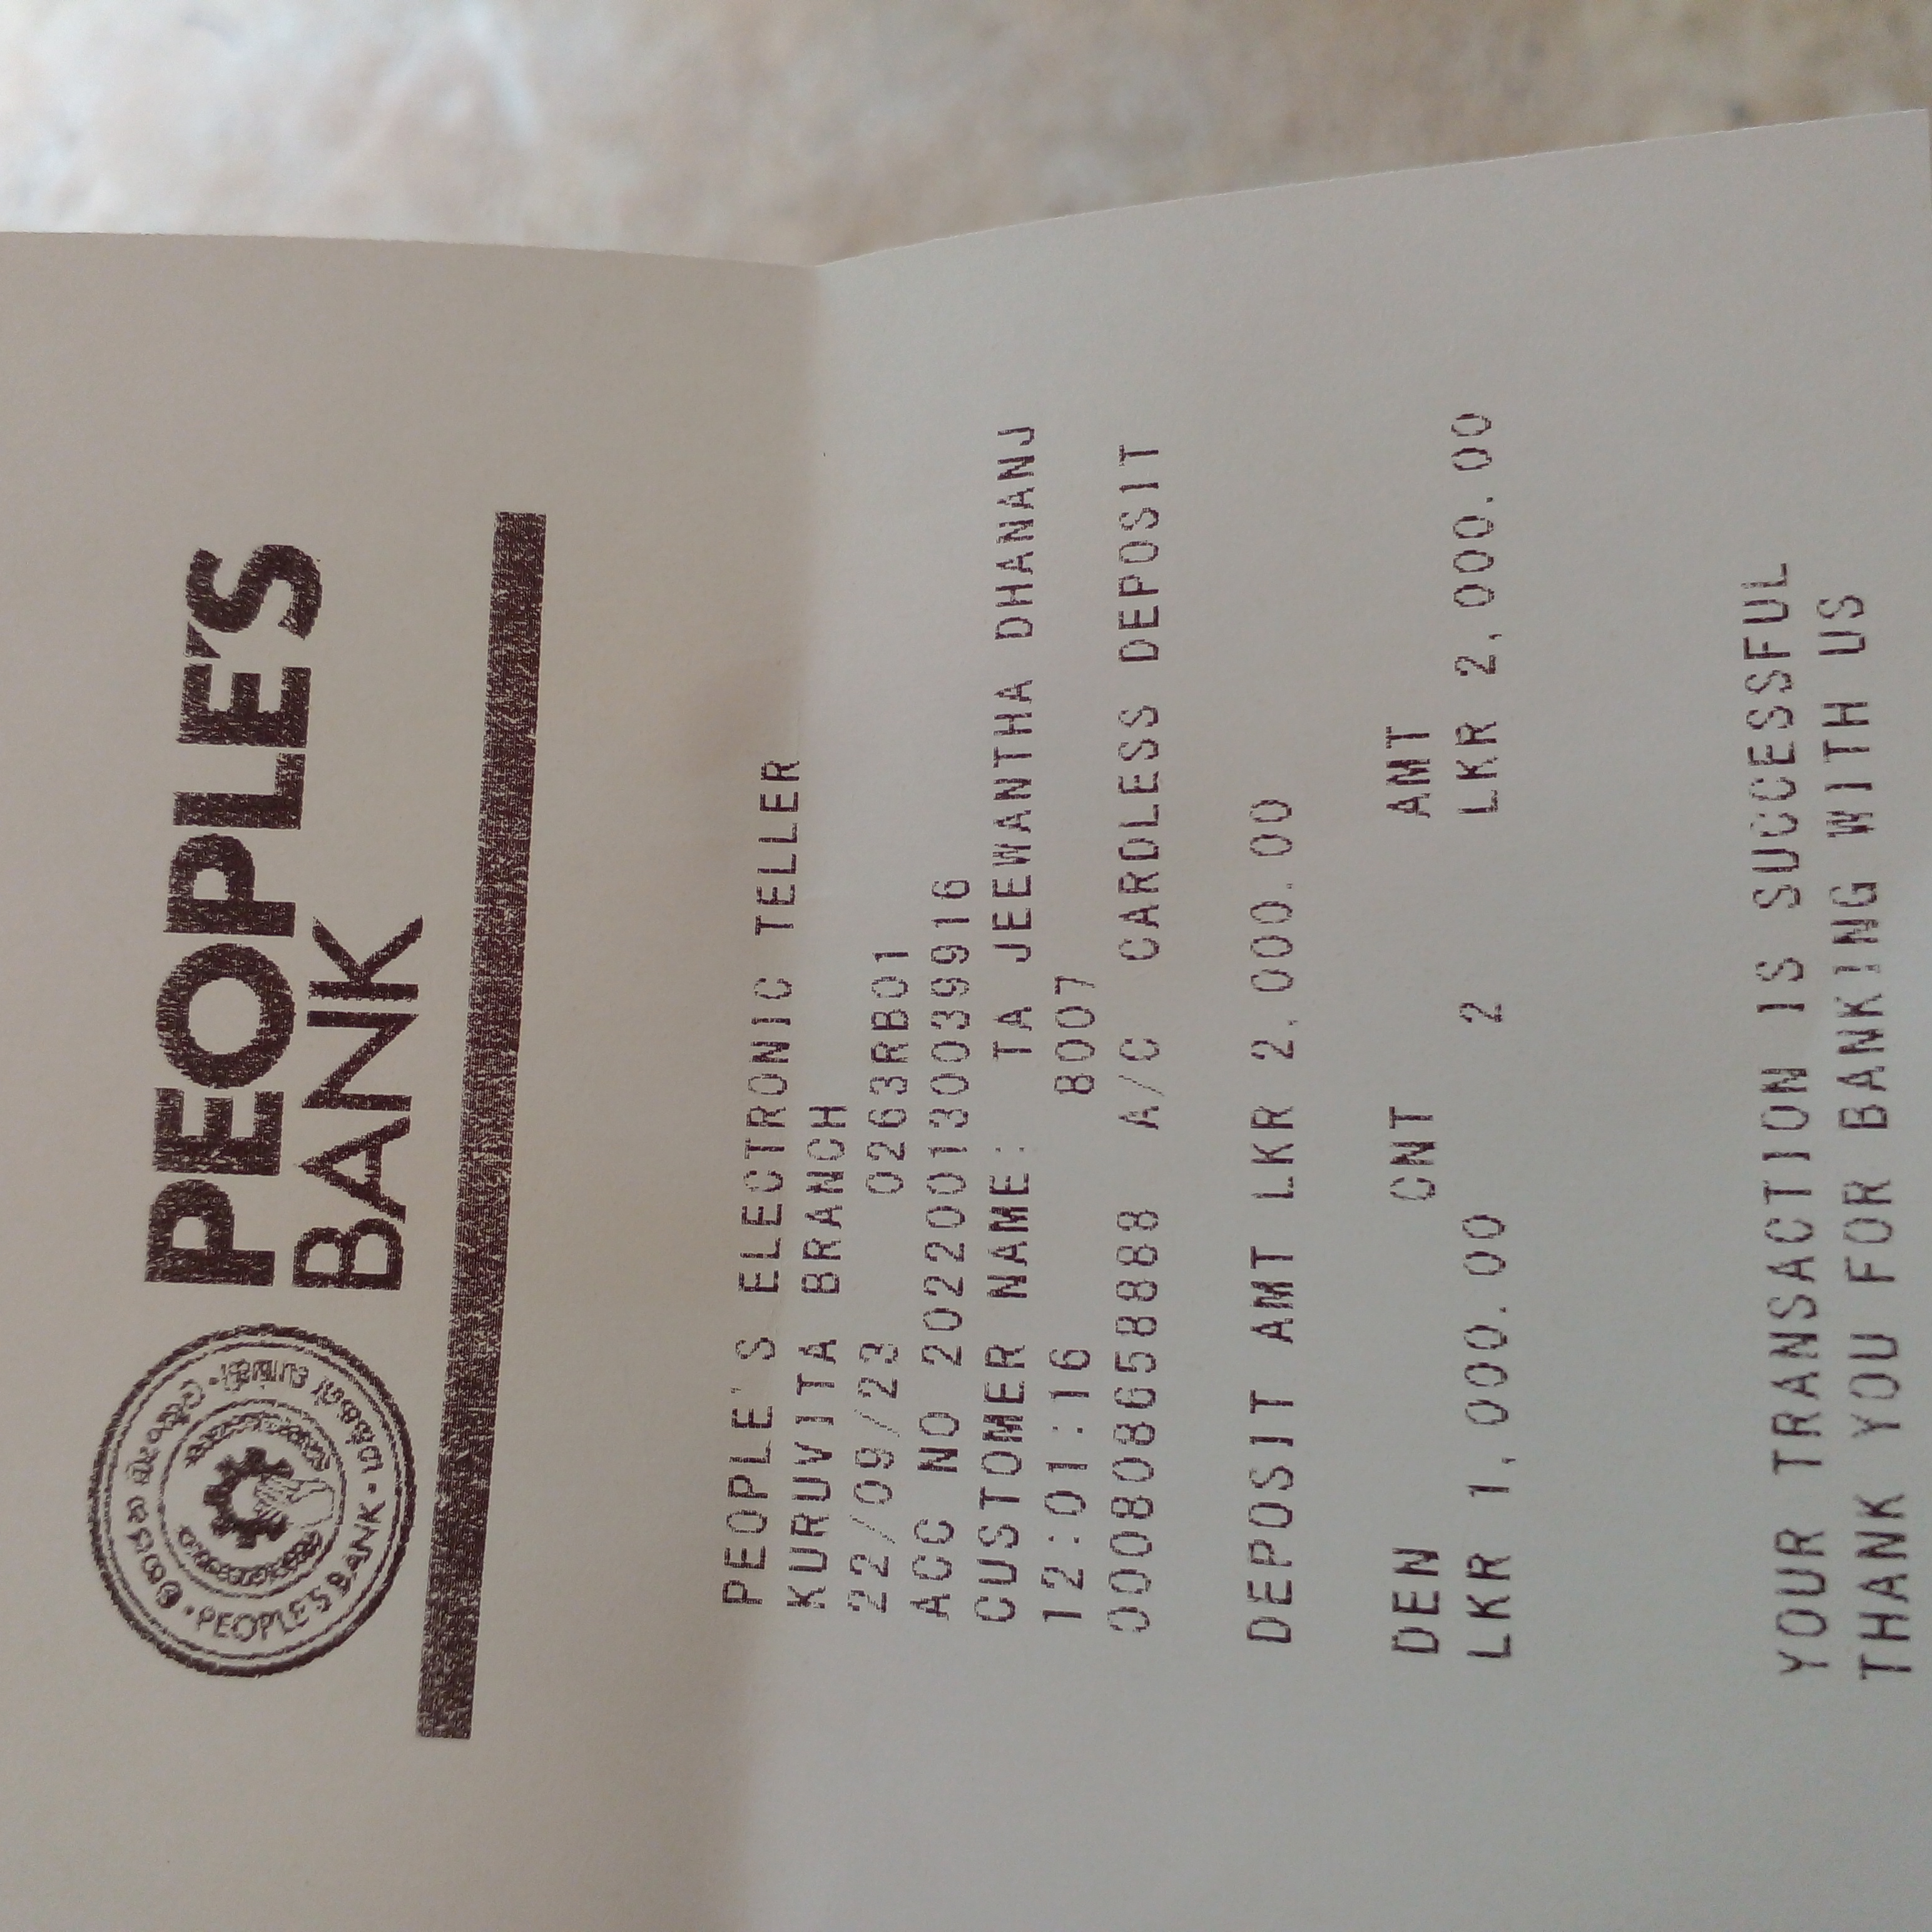 PEOPLE'S BANK
PEOPLE'S
BANK
PEOPLE'S ELECTRONIC TELLER
KURUVITA BRANCH
22/09/23 0263RB01
ACC NO 202200130039916
CUSTOMER NAME: TA JEEWANTHA DHANANJ
12:01:16 8007
000808658888 A/C CARDLESS DEPOSIT
DEPOSIT AMT LKR 2,000.00
DEN CNT AMT
LKR 1,000.00 2 LKR 2,000.00
YOUR TRANSACTION IS SUCCESSFUL
THANK YOU FOR BANKING WITH US